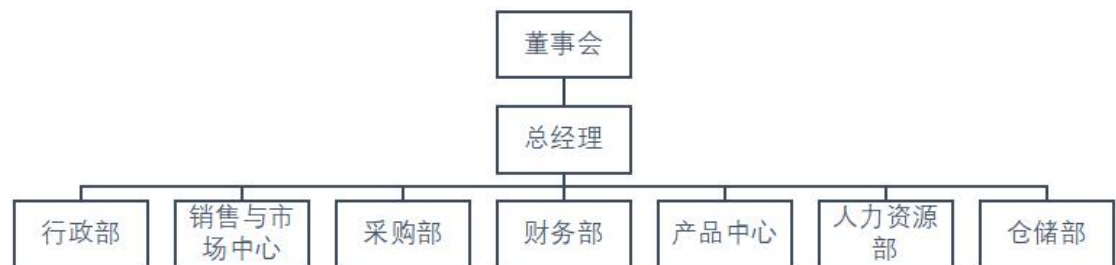 董事会
总经理
行政部
销售与市
场中心
采购部
财务部
产品中心
人力资源
部
仓储部